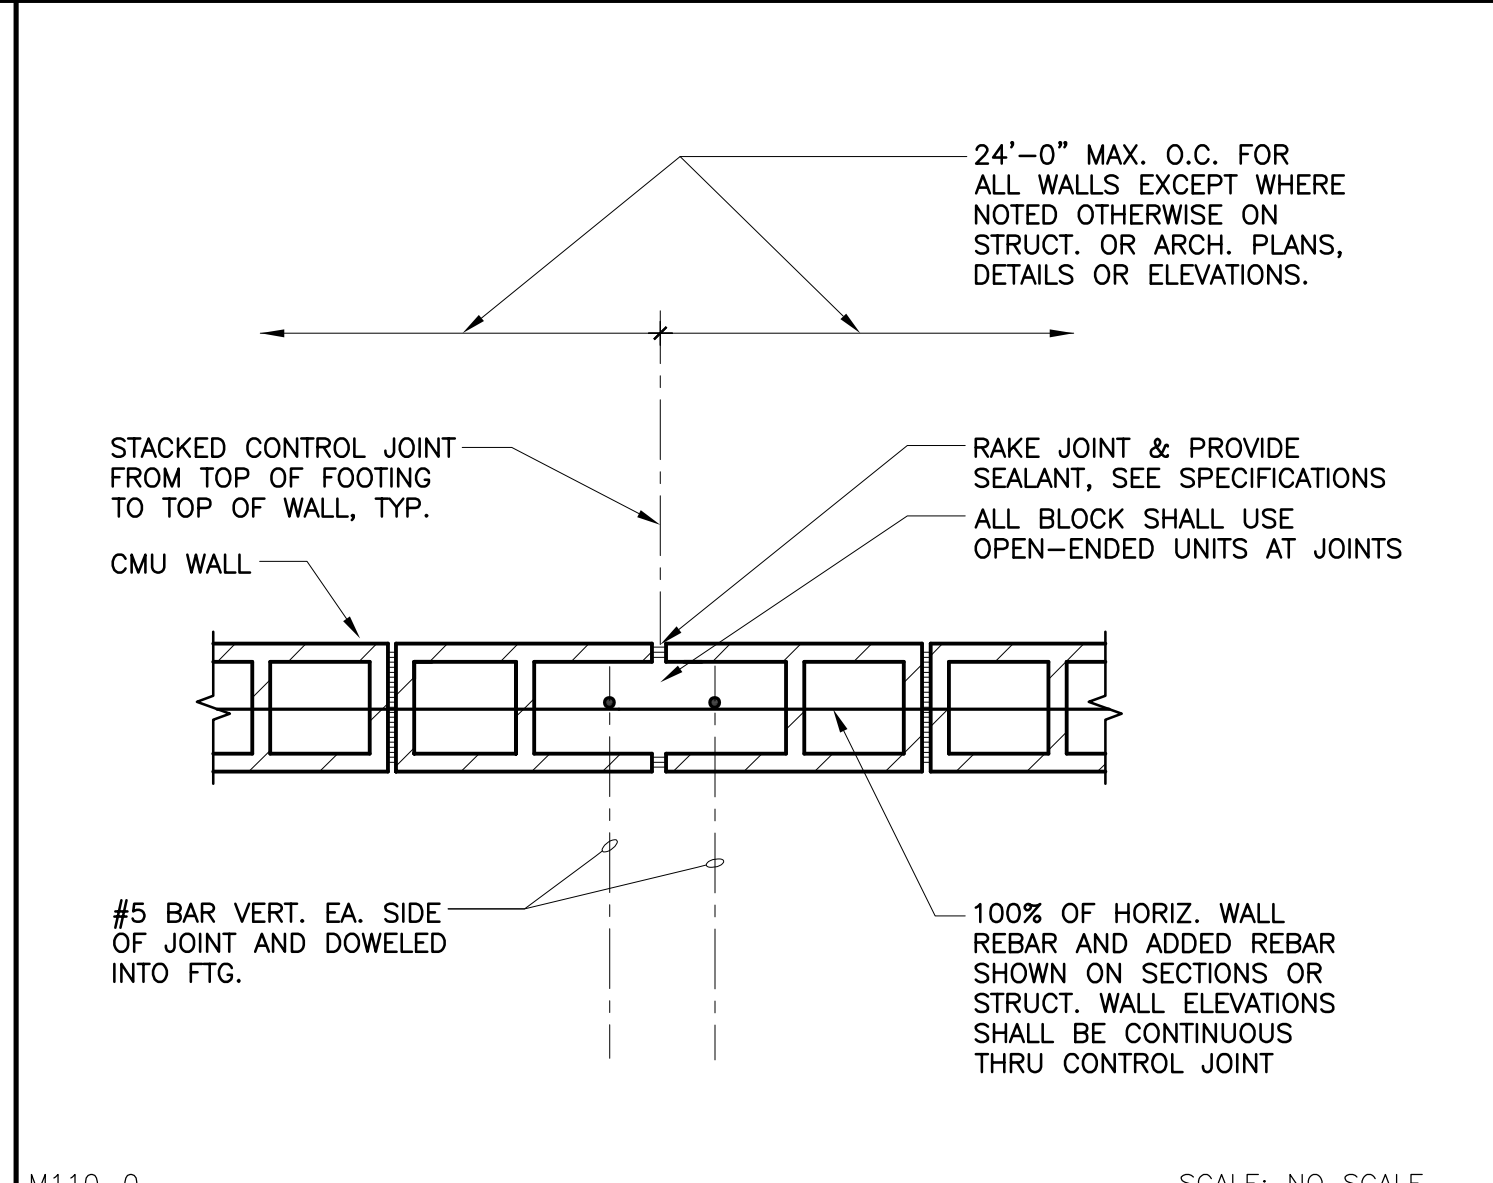 24'-0" MAX. O.C. FOR
ALL WALLS EXCEPT WHERE
NOTED OTHERWISE ON
STRUCT. OR ARCH. PLANS,
DETAILS OR ELEVATIONS.
STACKED CONTROL JOINT
FROM TOP OF FOOTING
TO TOP OF WALL, TYP.
CMU WALL
RAKE JOINT & PROVIDE
SEALANT, SEE SPECIFICATIONS
ALL BLOCK SHALL USE
OPEN-ENDED UNITS AT JOINTS
#5 BAR VERT. EA. SIDE
OF JOINT AND DOWELED
INTO FTG.
100% OF HORIZ. WALL
REBAR AND ADDED REBAR
SHOWN ON SECTIONS OR
STRUCT. WALL ELEVATIONS
SHALL BE CONTINUOUS
THRU CONTROL JOINT
SCALE: NO SCALE